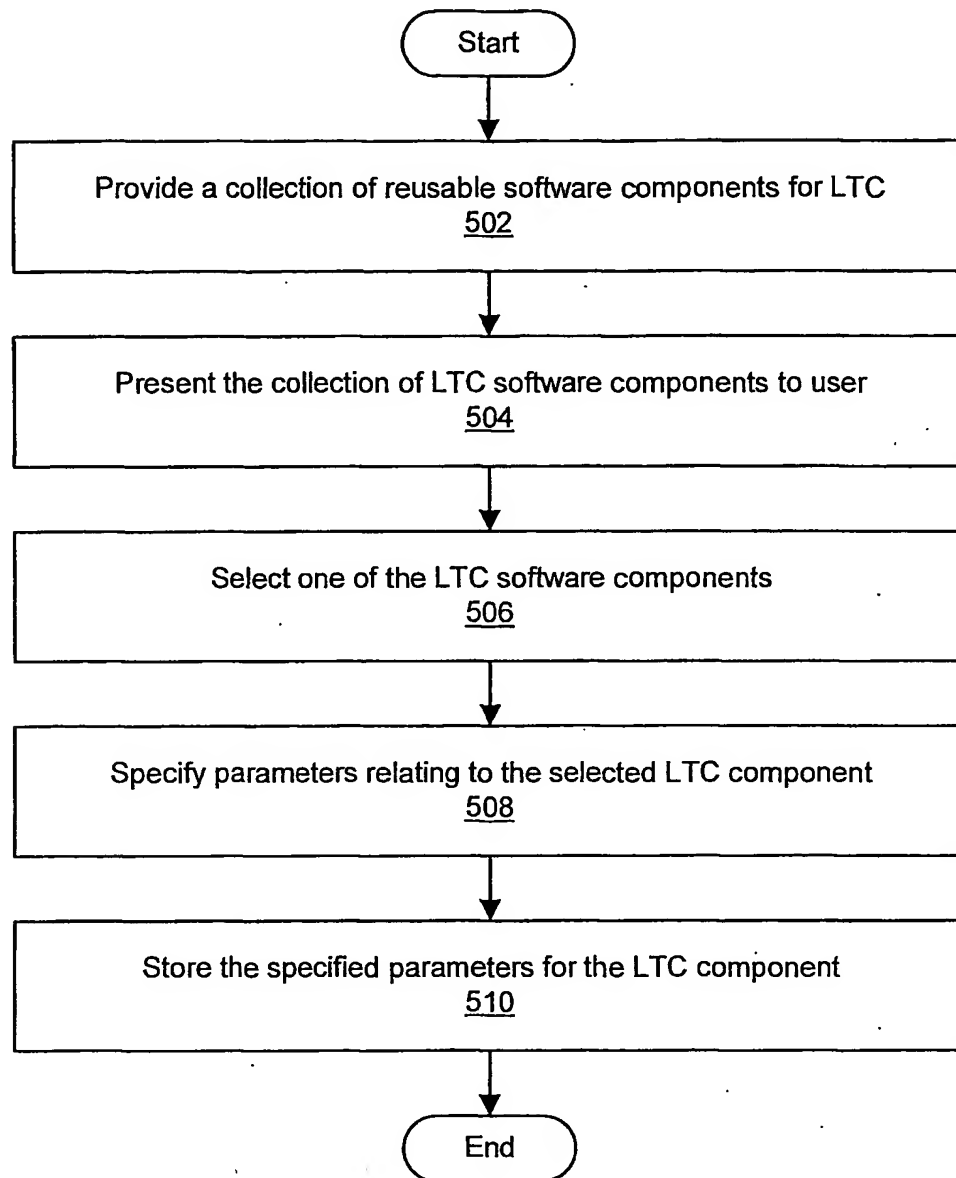 Start
Provide a collection of reusable software components for LTC
502
Present the collection of LTC software components to user
504
Select one of the LTC software components
506
Specify parameters relating to the selected LTC component
508
Store the specified parameters for the LTC component
510
End